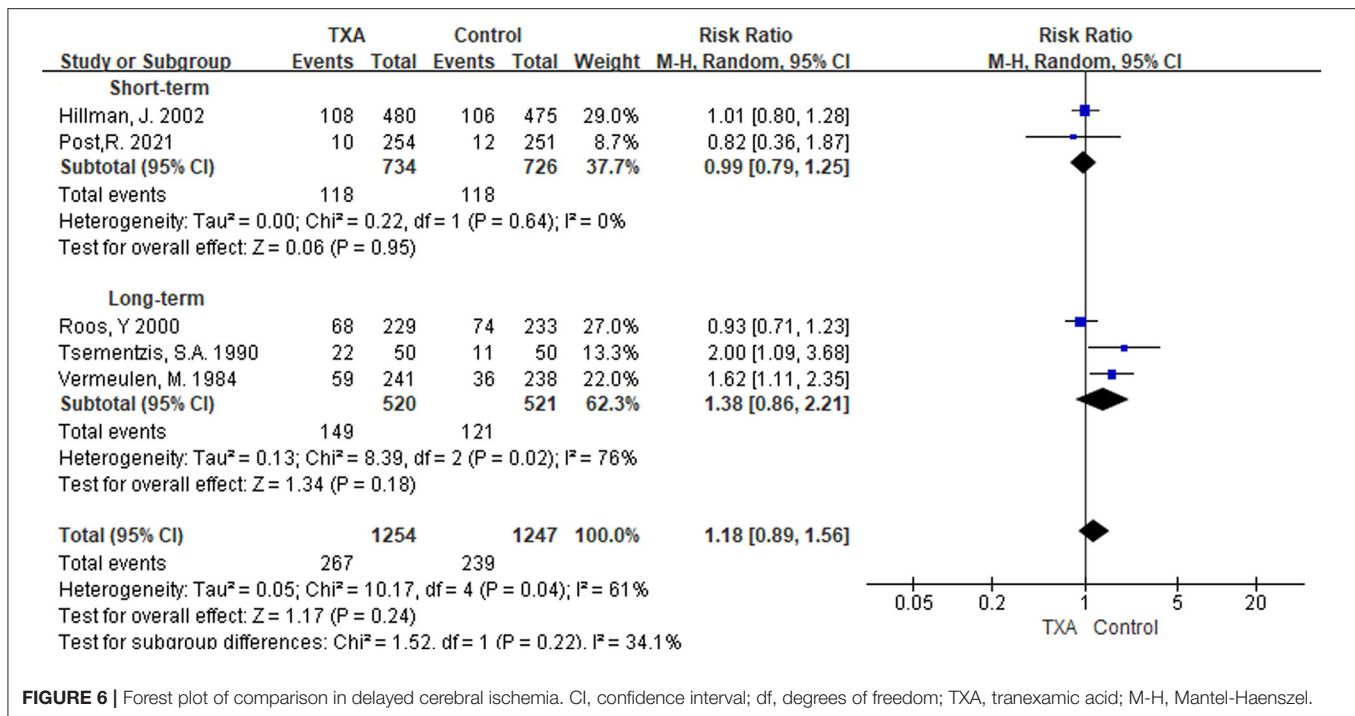 TXA Control Risk Ratio Risk Ratio
Study or Subgroup Events Total Events Total Weight M-H, Random, 95% CI M-H, Random, 95% CI
Short-term
Hillman, J. 2002 108 480 106 475 29.0% 1.01 [0.80, 1.28]
Post,R. 2021 10 254 12 251 8.7% 0.82 [0.36, 1.87]
Subtotal (95% CI) 734 726 37.7% 0.99 [0.79, 1.25]
Total events 118 118
Heterogeneity: Tau² = 0.00; Chi² = 0.22, df = 1 (P = 0.64); I² = 0%
Test for overall effect: Z = 0.06 (P = 0.95)
Long-term
Roos, Y 2000 68 229 74 233 27.0% 0.93 [0.71, 1.23]
Tsementzis, S.A. 1990 22 50 11 50 13.3% 2.00 [1.09, 3.68]
Vermeulen, M. 1984 59 241 36 238 22.0% 1.62 [1.11, 2.35]
Subtotal (95% CI) 520 521 62.3% 1.38 [0.86, 2.21]
Total events 149 121
Heterogeneity: Tau² = 0.13; Chi² = 8.39, df = 2 (P = 0.02); I² = 76%
Test for overall effect: Z = 1.34 (P = 0.18)
Total (95% CI) 1254 1247 100.0% 1.18 [0.89, 1.56]
Total events 267 239
Heterogeneity: Tau² = 0.05; Chi² = 10.17, df = 4 (P = 0.04); I² = 61%
Test for overall effect: Z = 1.17 (P = 0.24)
Test for subgroup differences: Chi² = 1.52, df = 1 (P = 0.22), I² = 34.1%
0.05 0.2 1 5 20
TXA Control
FIGURE 6 | Forest plot of comparison in delayed cerebral ischemia. CI, confidence interval; df, degrees of freedom; TXA, tranexamic acid; M-H, Mantel-Haenszel.